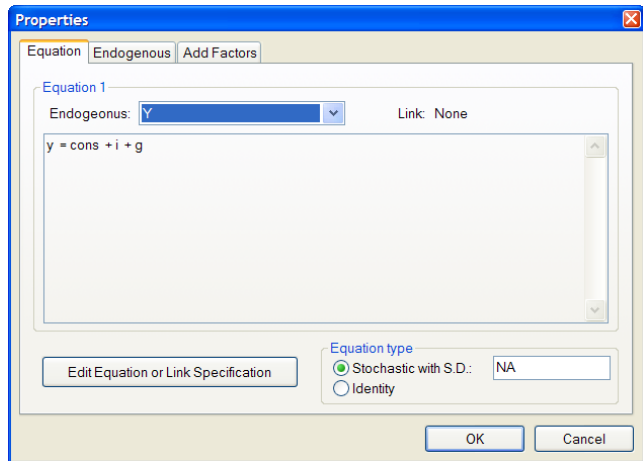 Properties
Equation Endogenous Add Factors
Equation 1
Endogeonus: Y Link: None
y = cons + i + g
Equation type
Edit Equation or Link Specification Stochastic with S.D.: NA
Identity
OK Cancel